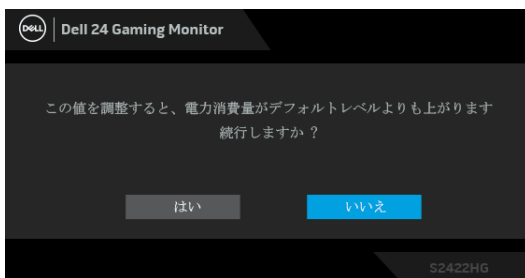 DELL
Dell 24 Gaming Monitor
この値を調整すると、電力消費量がデフォルトレベルよりも上がります
続行しますか ?
はい
いいえ
S2422HG